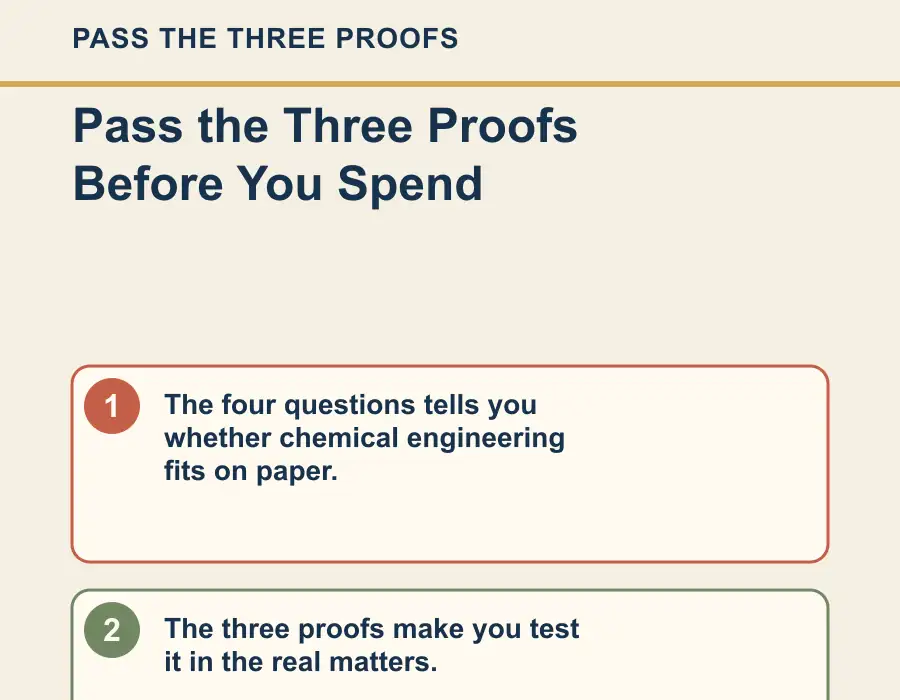 PASS THE THREE PROOFS
Pass the Three Proofs
Before You Spend
1
The four questions tells you
whether chemical engineering
fits on paper.
2
The three proofs make you test
it in the real matters.